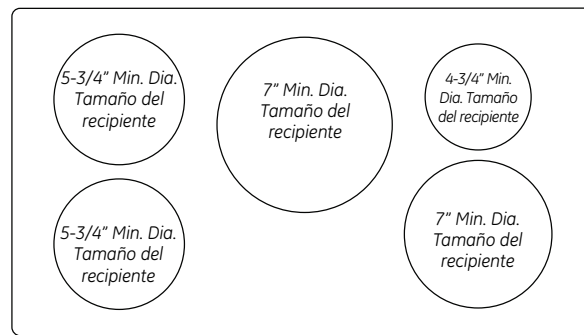 5-3/4" Min. Dia.
Tamaño del
recipiente
7" Min. Dia.
Tamaño del
recipiente
4-3/4" Min.
Dia. Tamaño
del recipiente
5-3/4" Min. Dia.
Tamaño del
recipiente
7" Min. Dia.
Tamaño del
recipiente